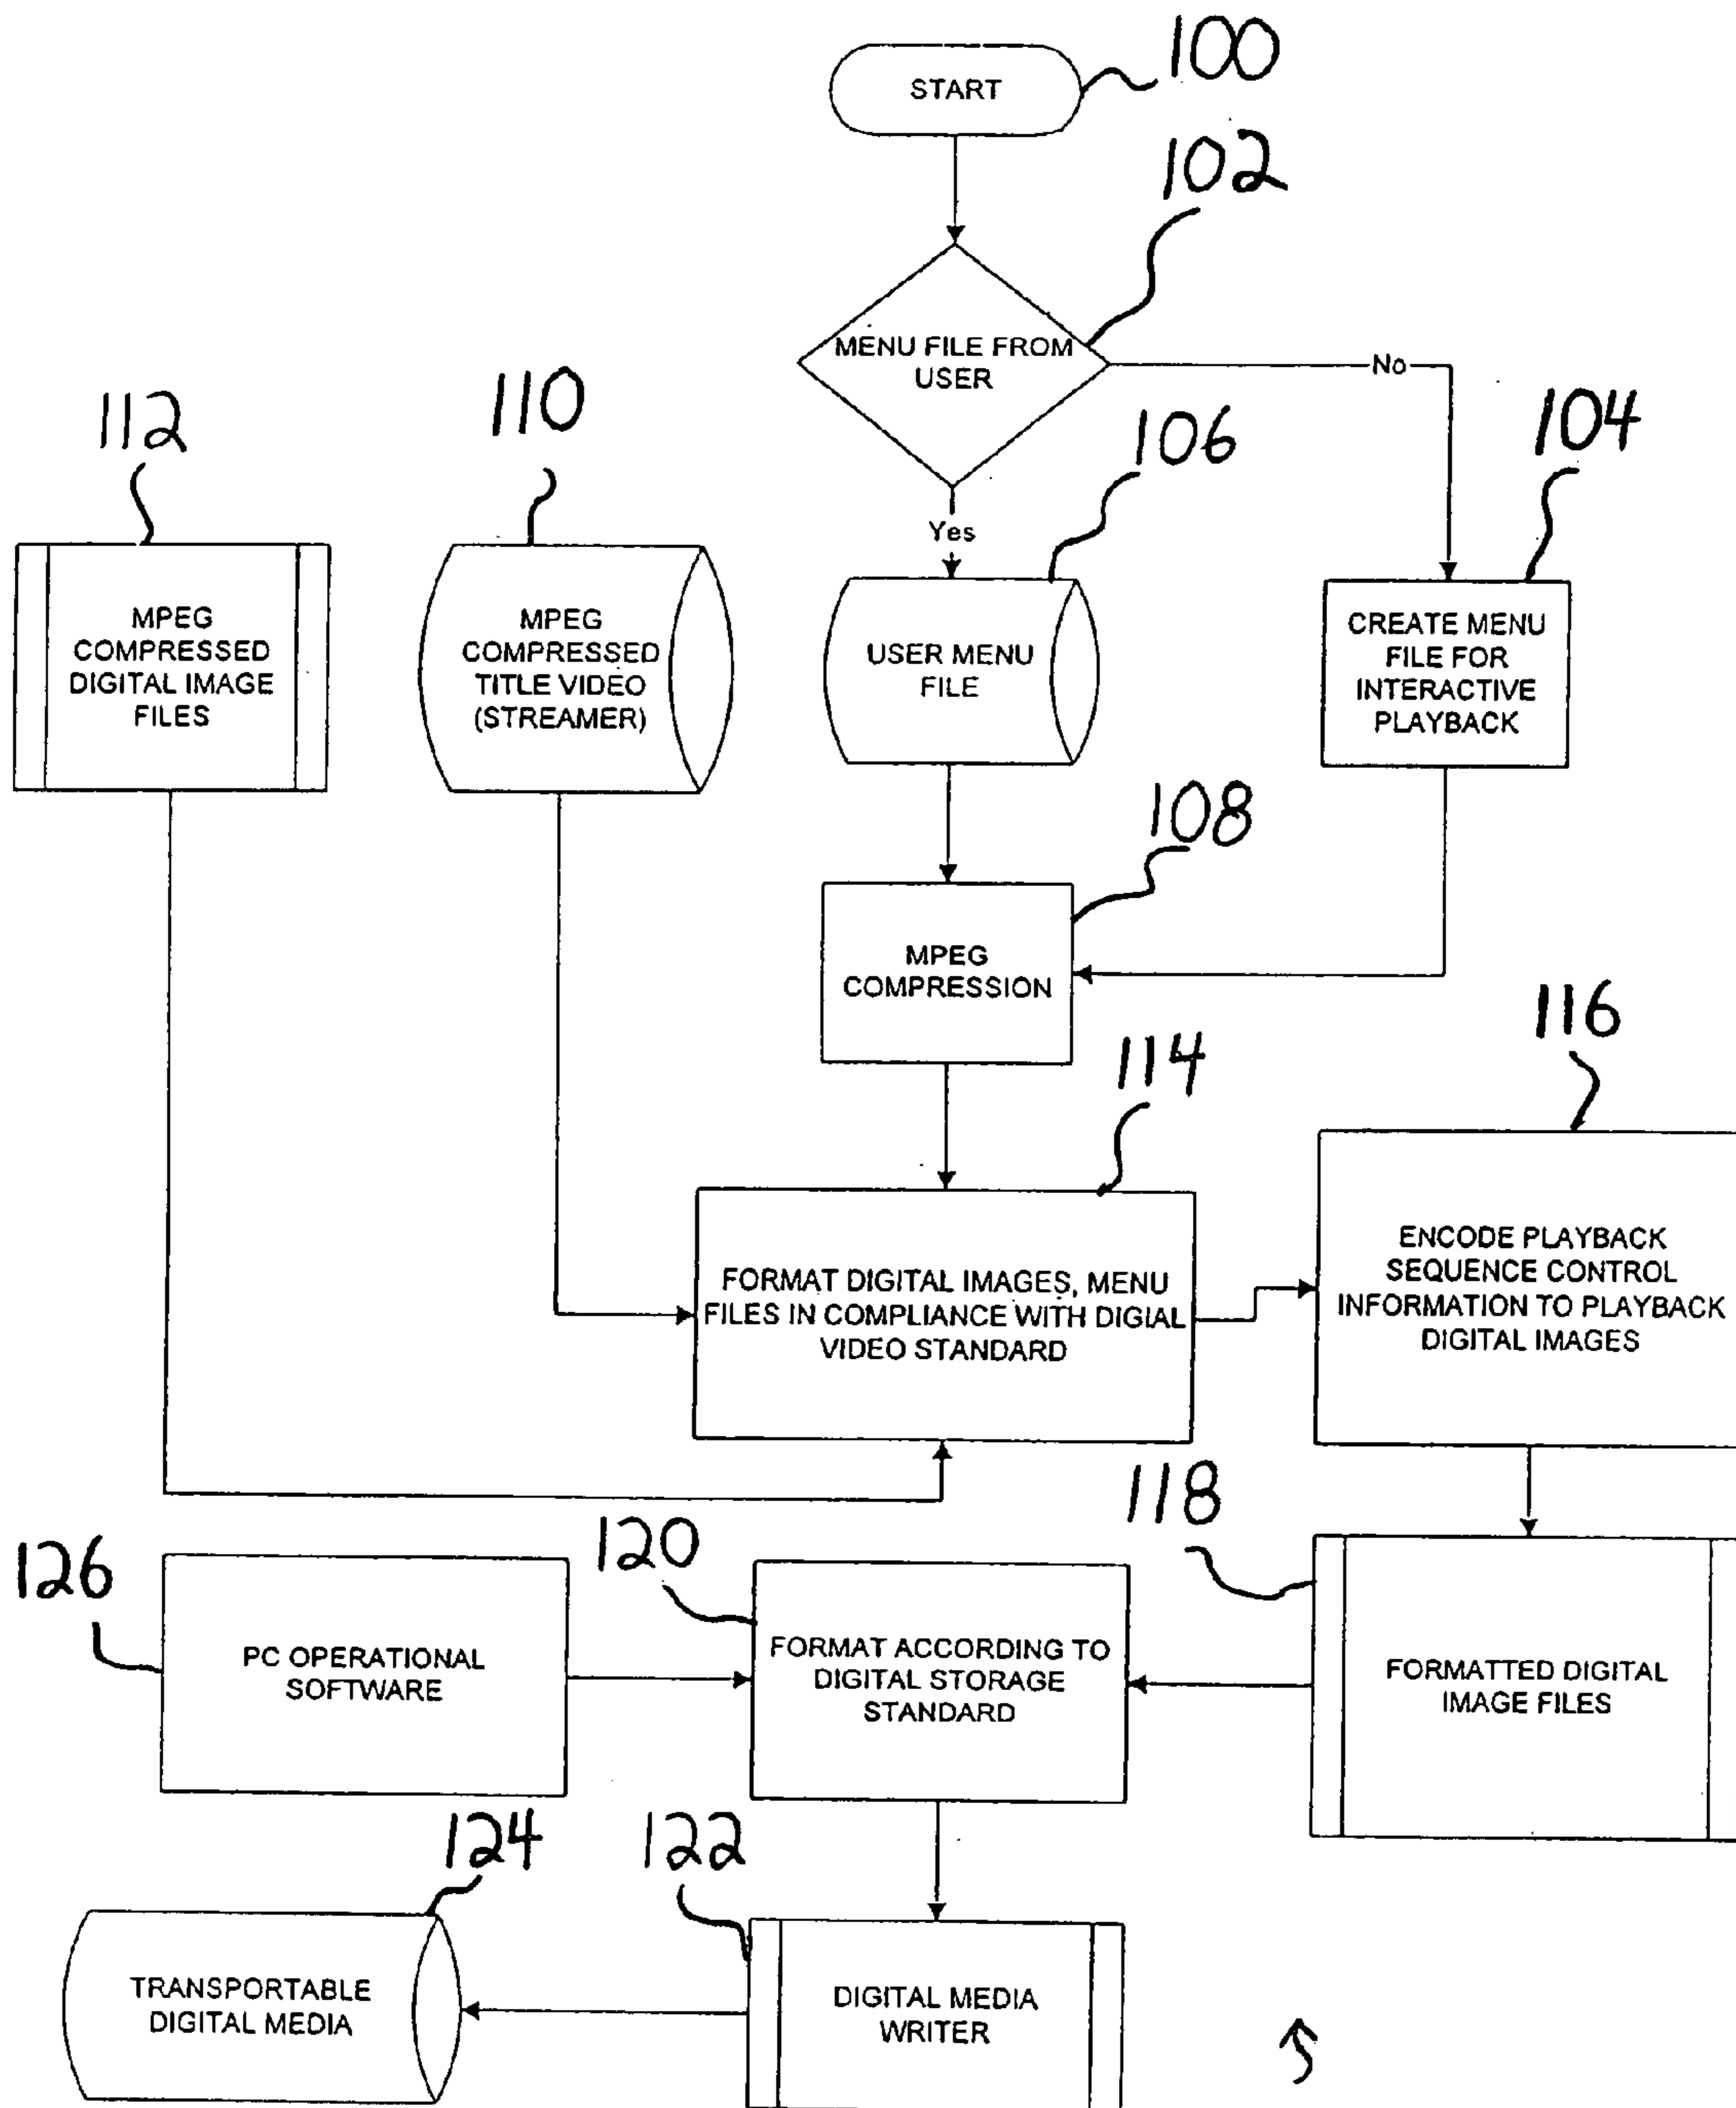 100
START
102
MENU FILE FROM
USER
No
Yes
112
110
106
104
MPEG
COMPRESSED
DIGITAL IMAGE
FILES
MPEG
COMPRESSED
TITLE VIDEO
(STREAMER)
USER MENU
FILE
CREATE MENU
FILE FOR
INTERACTIVE
PLAYBACK
108
MPEG
COMPRESSION
114
116
FORMAT DIGITAL IMAGES, MENU
FILES IN COMPLIANCE WITH DIGIAL
VIDEO STANDARD
ENCODE PLAYBACK
SEQUENCE CONTROL
INFORMATION TO PLAYBACK
DIGITAL IMAGES
126
120
118
PC OPERATIONAL
SOFTWARE
FORMAT ACCORDING TO
DIGITAL STORAGE
STANDARD
FORMATTED DIGITAL
IMAGE FILES
124
122
TRANSPORTABLE
DIGITAL MEDIA
DIGITAL MEDIA
WRITER